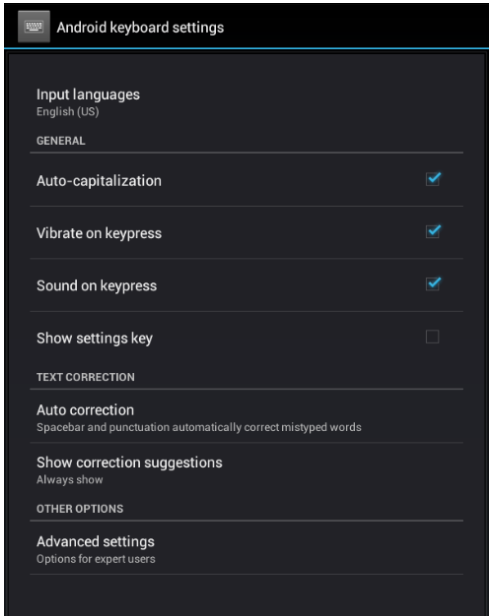 Android keyboard settings
Input languages
English (US)
GENERAL
Auto-capitalization
Vibrate on keypress
Sound on keypress
Show settings key
TEXT CORRECTION
Auto correction
Spacebar and punctuation automatically correct mistyped words
Show correction suggestions
Always show
OTHER OPTIONS
Advanced settings
Options for expert users